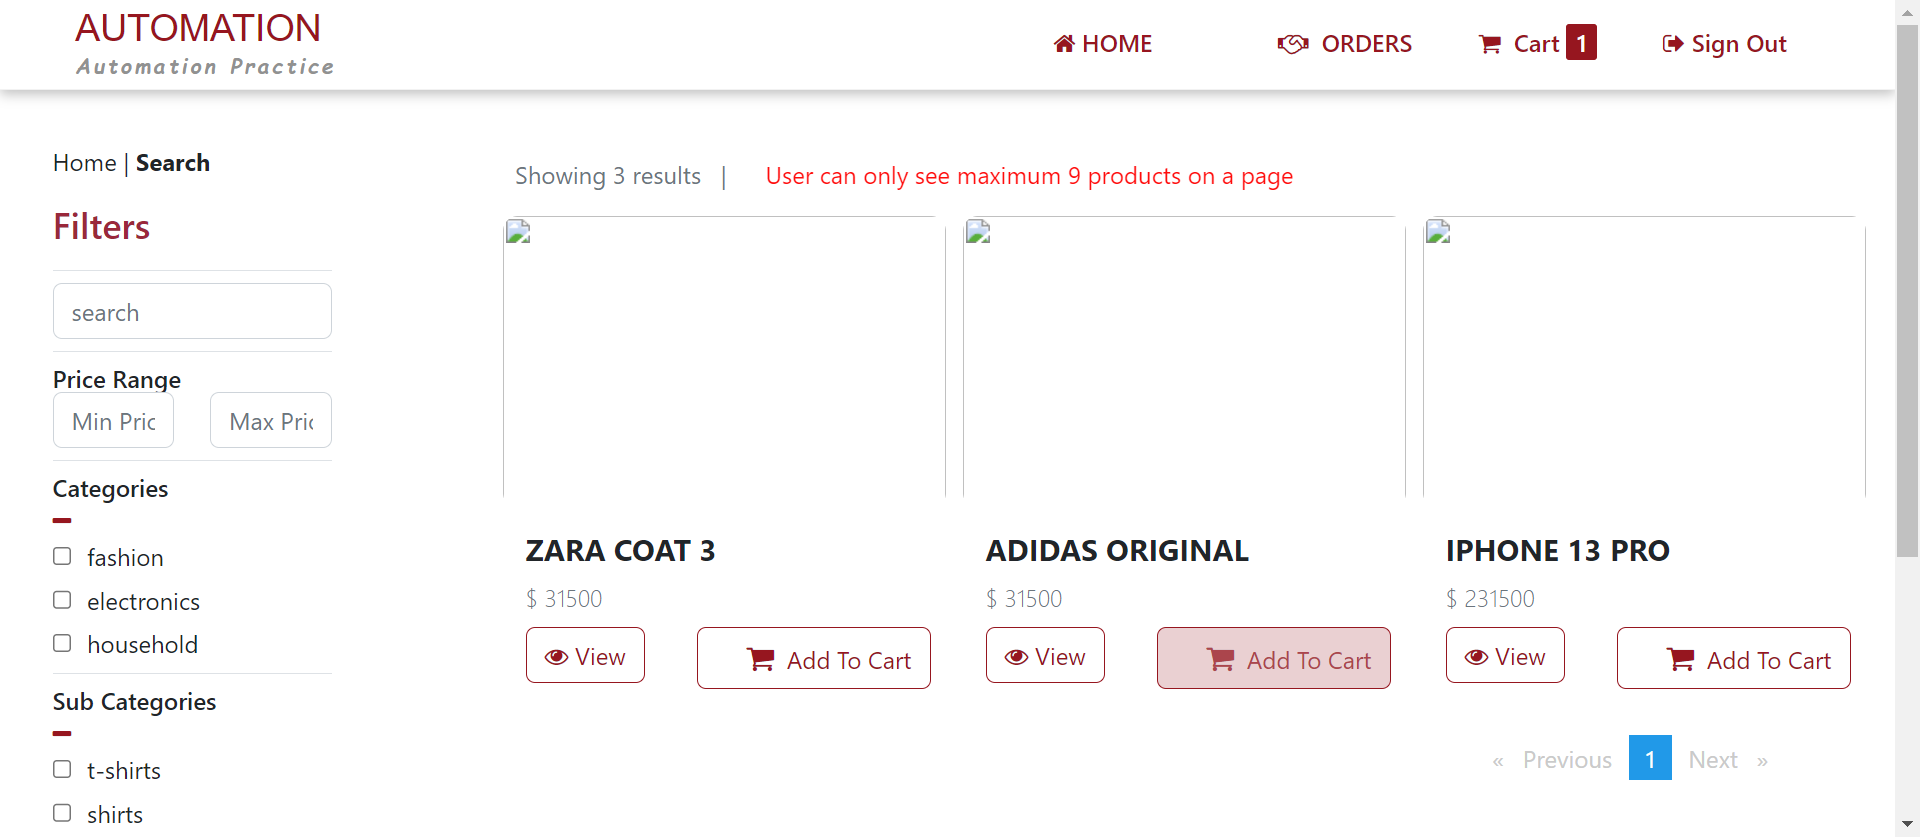 AUTOMATION
Automation Practice
HOME
ORDERS
Cart 1
Sign Out
Home | Search
Showing 3 results |
User can only see maximum 9 products on a page
Filters
search
Price Range
Min Pric
Max Pric
Categories
fashion
electronics
household
Sub Categories
t-shirts
shirts
ZARA COAT 3
$ 31500
View
Add To Cart
ADIDAS ORIGINAL
$ 31500
View
Add To Cart
IPHONE 13 PRO
$ 231500
View
Add To Cart
« Previous 1 Next »